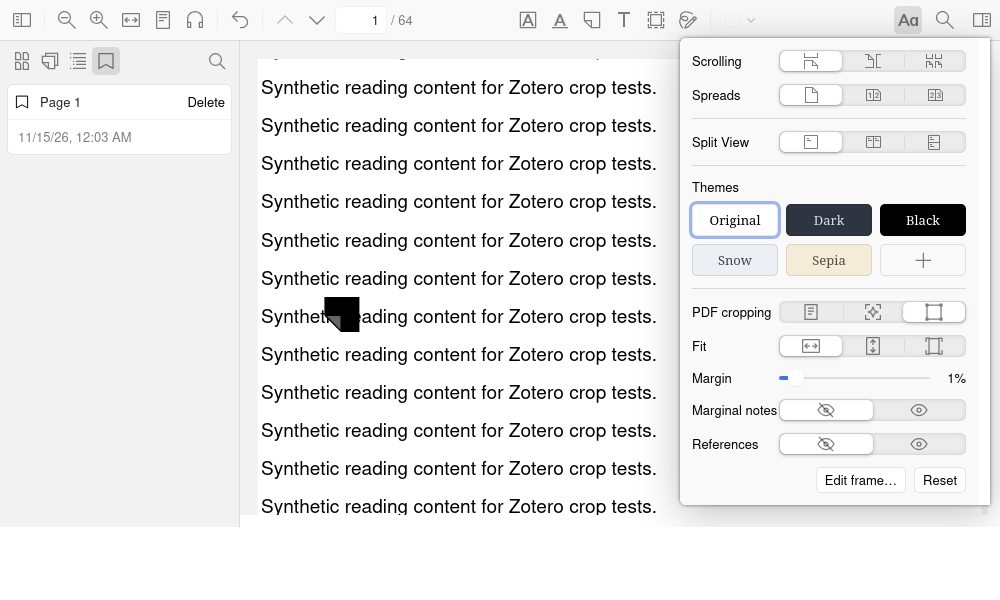 1 / 64
Aa
Page 1
Delete
11/15/26, 12:03 AM
Synthetic reading content for Zotero crop tests.
Synthetic reading content for Zotero crop tests.
Synthetic reading content for Zotero crop tests.
Synthetic reading content for Zotero crop tests.
Synthetic reading content for Zotero crop tests.
Synthetic reading content for Zotero crop tests.
content for Zotero crop tests.
Synthetic reading content for Zotero crop tests.
Synthetic reading content for Zotero crop tests.
Synthetic reading content for Zotero crop tests.
Synthetic reading content for Zotero crop tests.
Synthetic reading content for Zotero crop tests.
Scrolling
Spreads
Split View
Themes
Original Dark Black
Snow Sepia
PDF cropping
Fit
Margin 1%
Marginal notes
References
Edit frame…
Reset